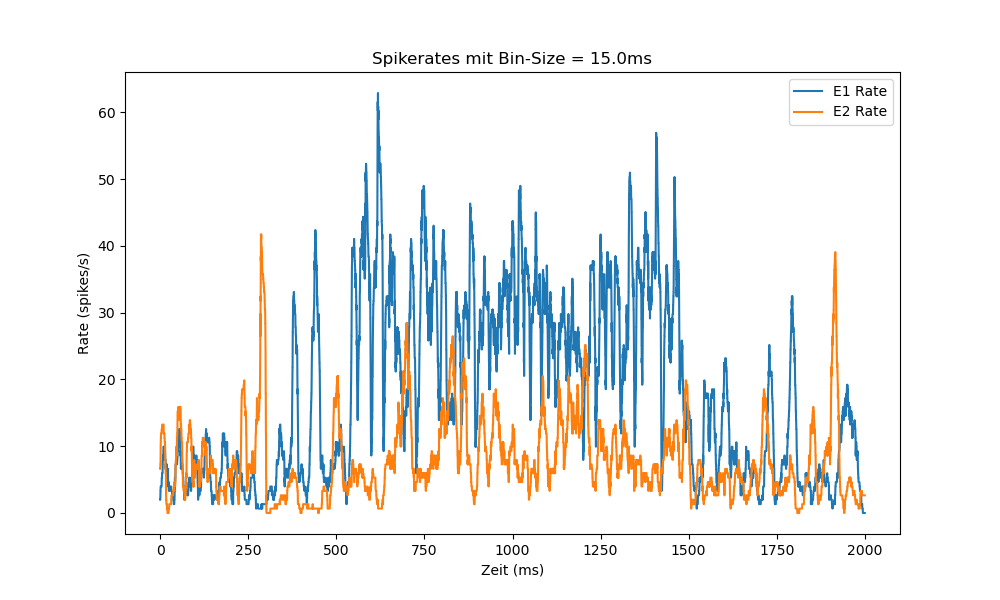 Spikerates mit Bin-Size = 15.0ms
E1 Rate
E2 Rate
60
50
40
30
20
10
0
Rate (spikes/s)
0 250 500 750 1000 1250 1500 1750 2000
Zeit (ms)